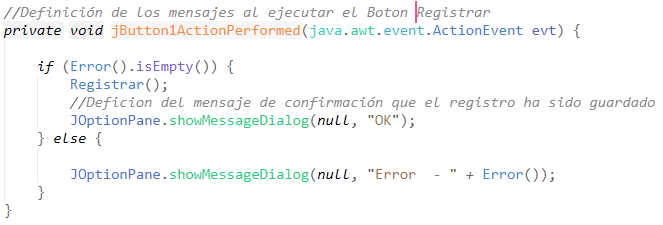 //Definición de los mensajes al ejecutar el Boton Registrar
private void jButton1ActionPerformed(java.awt.event.ActionEvent evt) {
if (Error().isEmpty()) {
Registrar();
//Deficion del mensaje de confirmación que el registro ha sido guardado
JOptionPane.showMessageDialog(null, "OK");
} else {
JOptionPane.showMessageDialog(null, "Error  - " + Error());
}
}